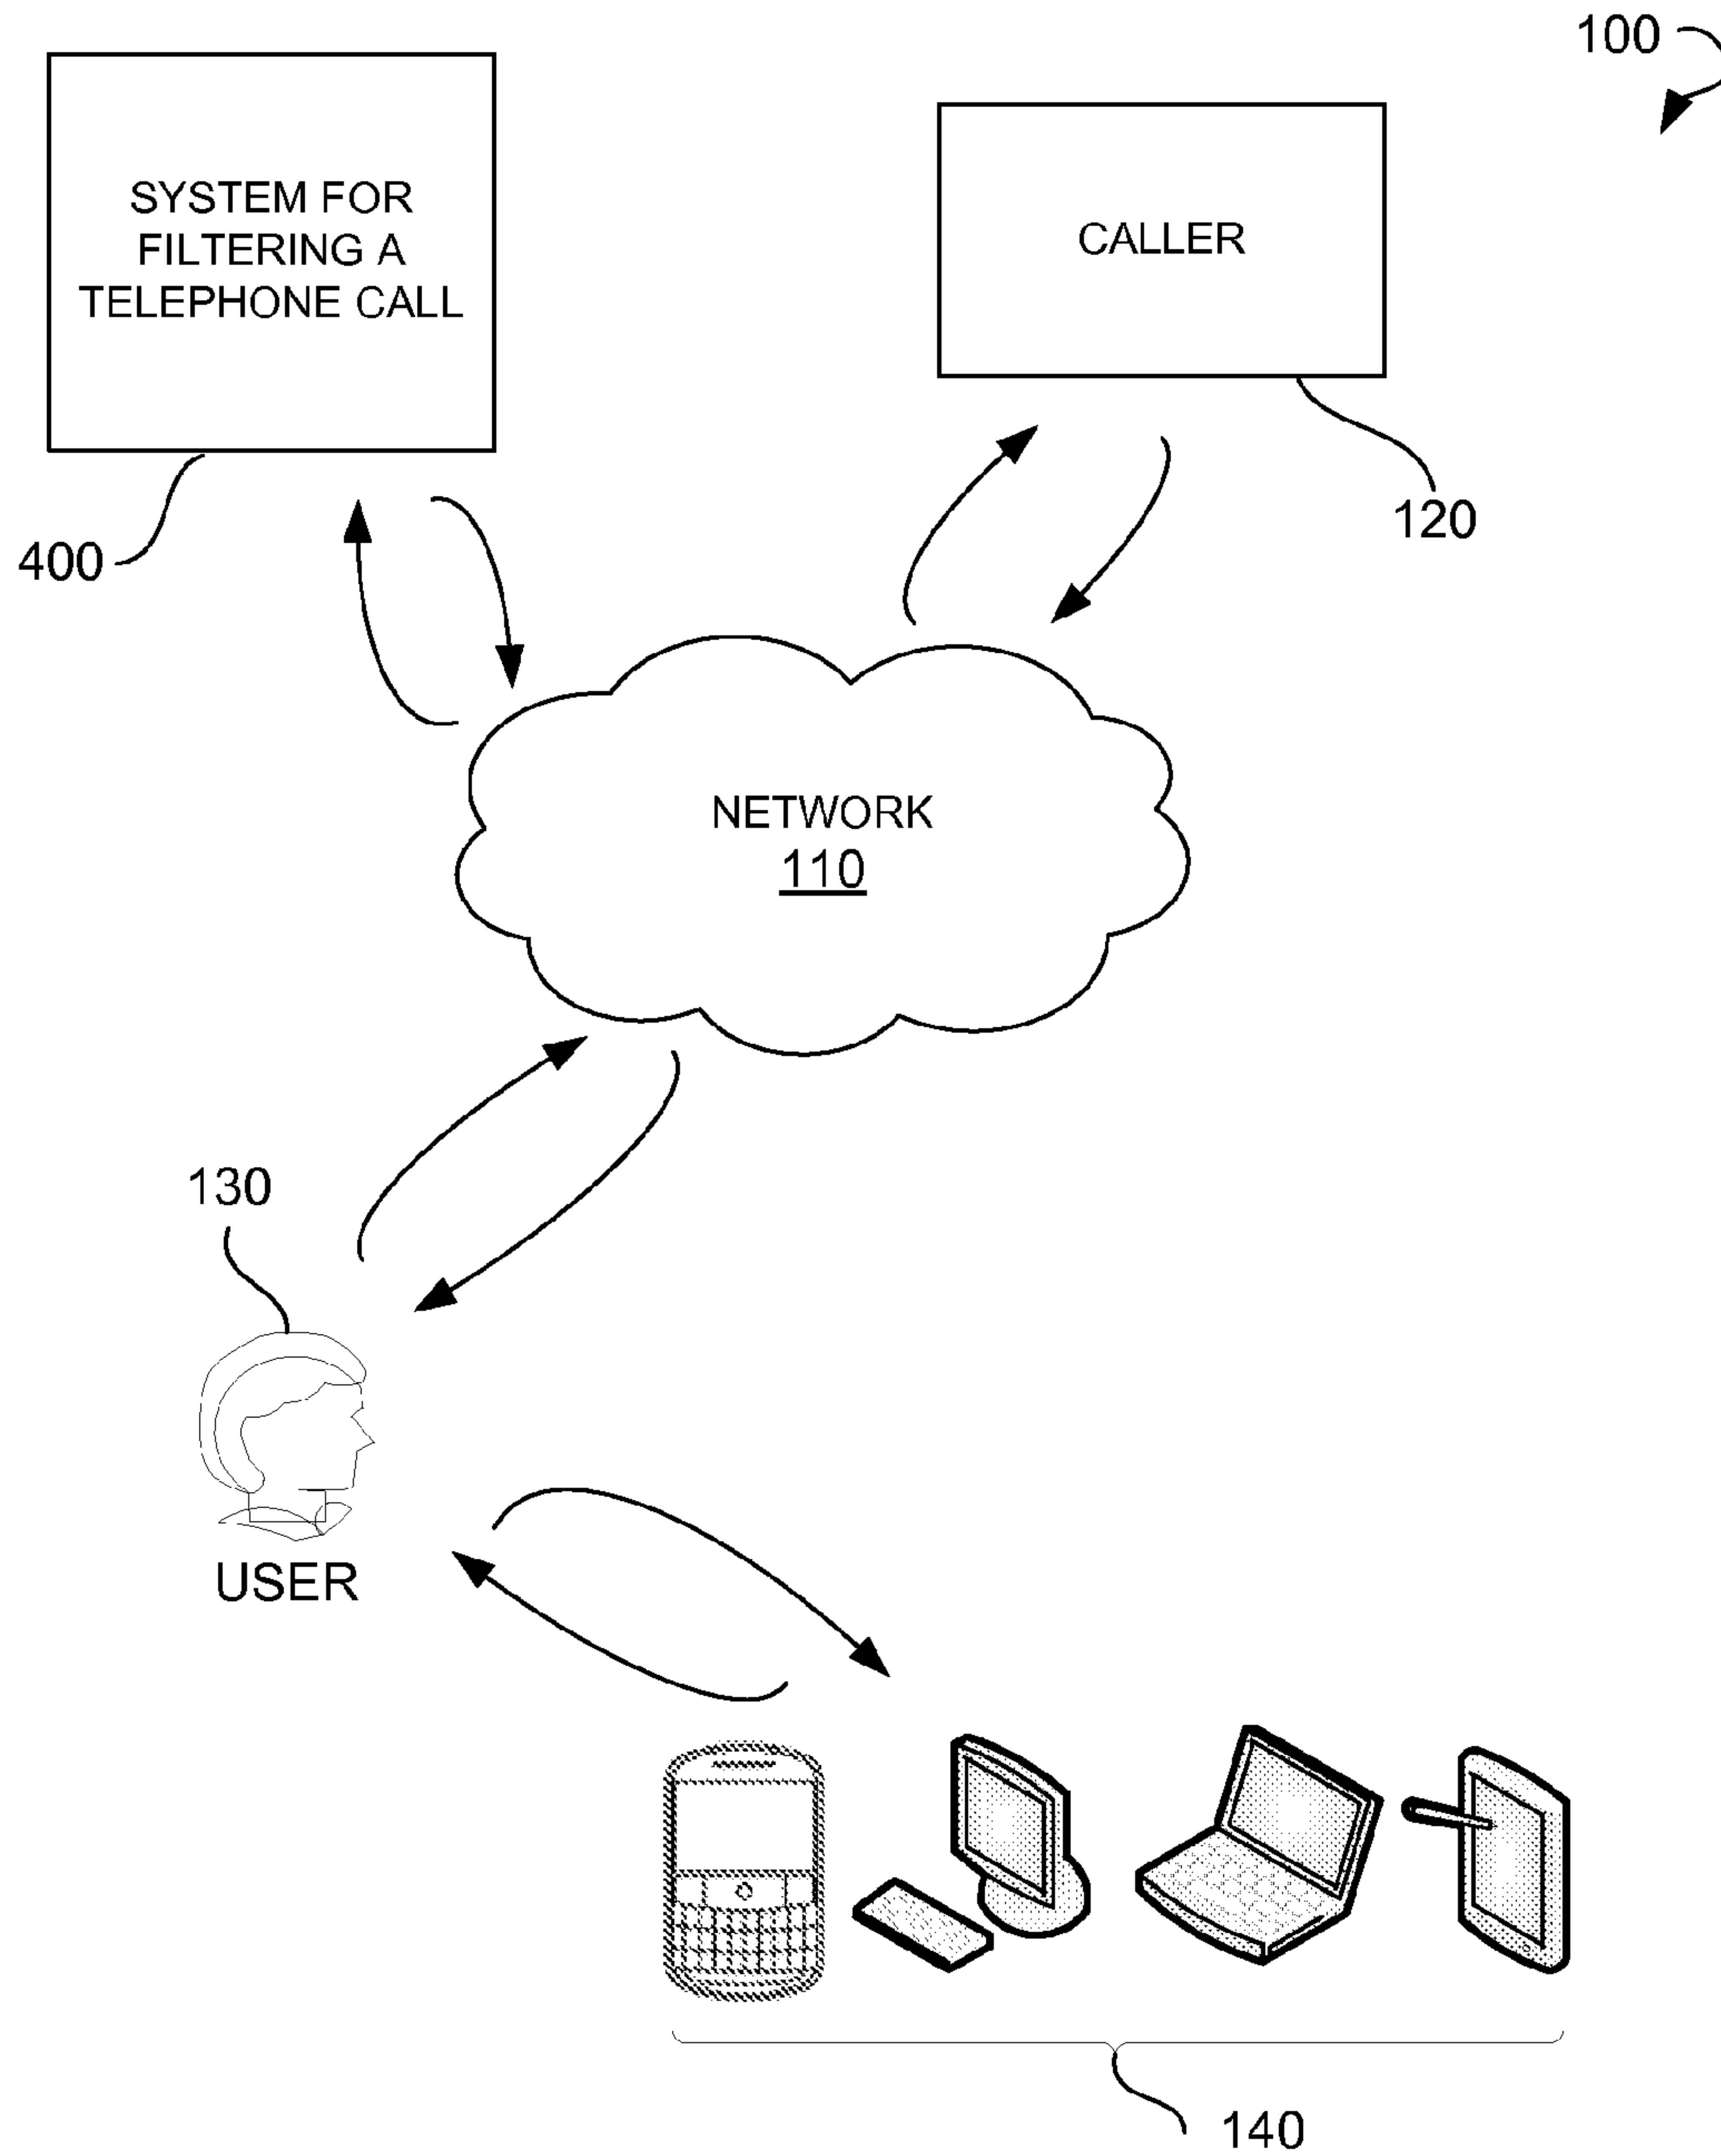 100
SYSTEM FOR
FILTERING A
TELEPHONE CALL
CALLER
400
120
NETWORK
110
130
USER
140